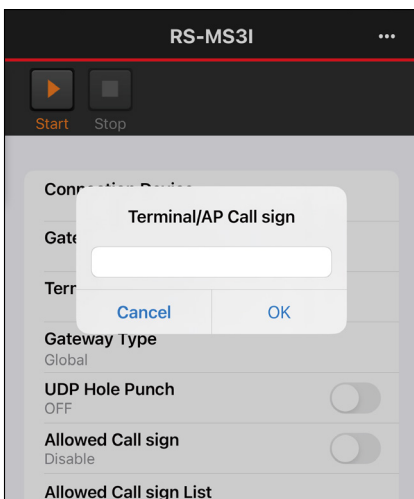 RS-MS3I
Start Stop
Terminal/AP Call sign
Cancel OK
Gateway Type
Global
UDP Hole Punch
OFF
Allowed Call sign
Disable
Allowed Call sign List